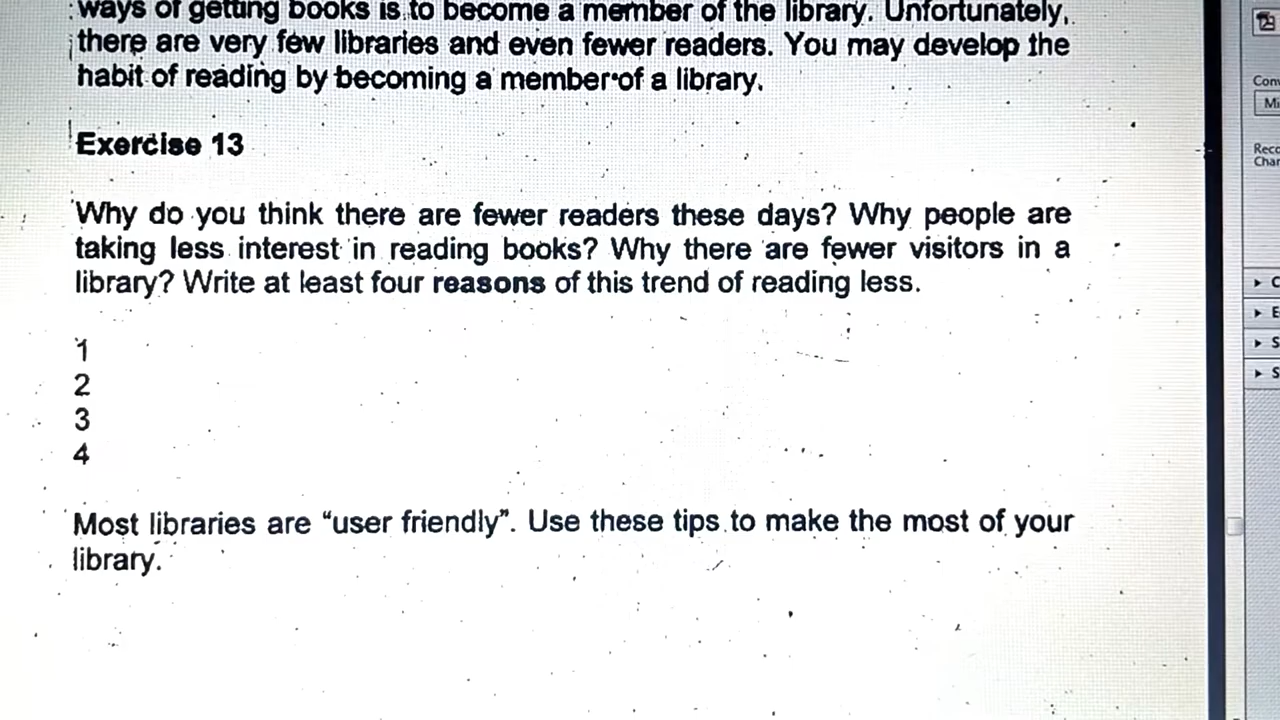 ways of getting books is to become a member of the library. Unfortunately,
there are very few libraries and even fewer readers. You may develop the
habit of reading by becoming a member of a library.
Exercise 13
Why do you think there are fewer readers these days? Why people are
taking less interest in reading books? Why there are fewer visitors in a
library? Write at least four reasons of this trend of reading less.
1
2
3
4
Most libraries are “user friendly”. Use these tips to make the most of your
library.